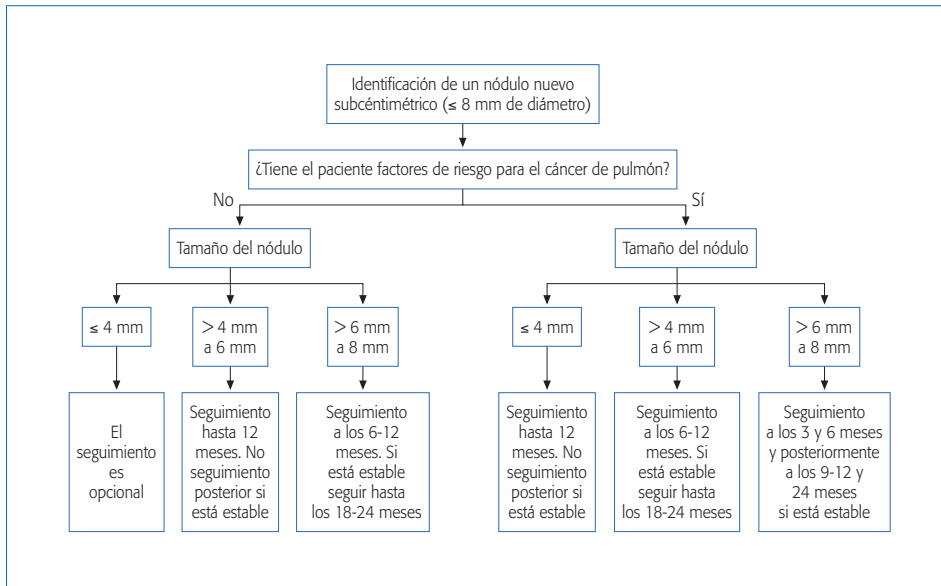 Identificación de un nódulo nuevo
subcéntimétrico (≤ 8 mm de diámetro)
¿Tiene el paciente factores de riesgo para el cáncer de pulmón?
No
Sí
Tamaño del nódulo
Tamaño del nódulo
≤ 4 mm
> 4 mm
a 6 mm
> 6 mm
a 8 mm
≤ 4 mm
> 4 mm
a 6 mm
> 6 mm
a 8 mm
El
seguimiento
es
opcional
Seguimiento
hasta 12
meses. No
seguimiento
posterior si
está estable
Seguimiento
a los 6-12
meses. Si
está estable
seguir hasta
los 18-24 meses
Seguimiento
hasta 12
meses. No
seguimiento
posterior si
está estable
Seguimiento
a los 6-12
meses. Si
está estable
seguir hasta
los 18-24 meses
Seguimiento
a los 3 y 6 meses
y posteriormente
a los 9-12 y
24 meses
si está estable